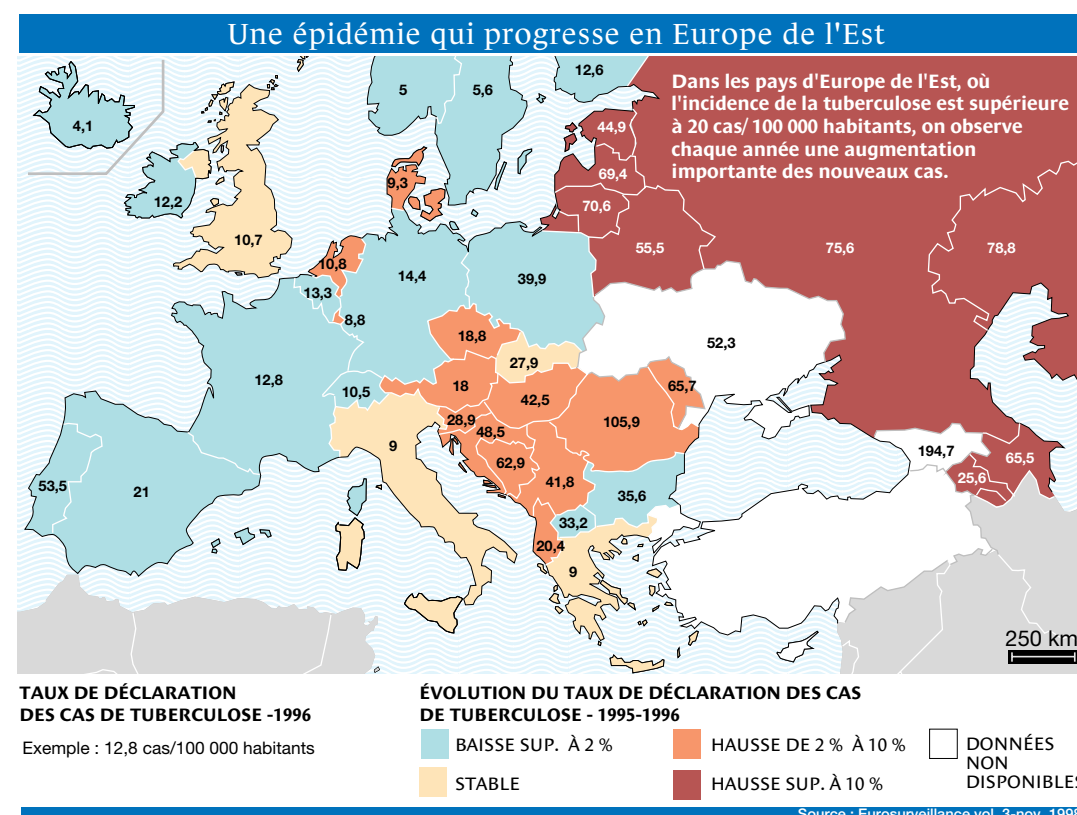 Une épidémie qui progresse en Europe de l'Est
Dans les pays d'Europe de l'Est, où
l'incidence de la tuberculose est supérieure
à 20 cas/ 100 000 habitants, on observe
chaque année une augmentation
importante des nouveaux cas.
4,1
5
5,6
12,6
44,9
69,4
70,6
9,3
12,2
10,7
10,8
13,3
8,8
14,4
39,9
55,5
75,6
78,8
52,3
18,8
27,9
12,8
10,5
18
42,5
65,7
105,9
28,9
48,5
9
62,9
41,8
194,7
65,5
25,6
53,5
21
35,6
33,2
20,4
9
250 km
TAUX DE DÉCLARATION
DES CAS DE TUBERCULOSE -1996
Exemple : 12,8 cas/100 000 habitants
ÉVOLUTION DU TAUX DE DÉCLARATION DES CAS
DE TUBERCULOSE - 1995-1996
BAISSE SUP. À 2 %
STABLE
HAUSSE DE 2 % À 10 %
HAUSSE SUP. À 10 %
DONNÉES
NON
DISPONIBLES
Source : Eurosurveillance vol. 3-nov. 1998